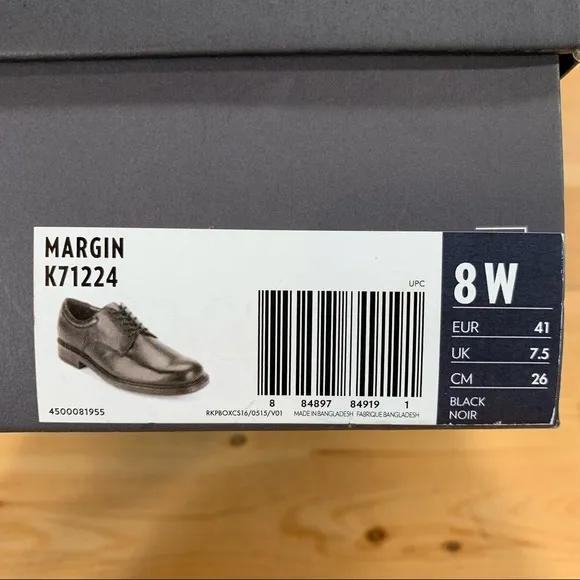 MARGIN
K71224
4500081955
UPC
8 84897 84919 1
RKPBOXCS16/0515/V01 MADE IN BANGLADESH FABRIQUE BANGLADESH
8 W
EUR 41
UK 7.5
CM 26
BLACK
NOIR